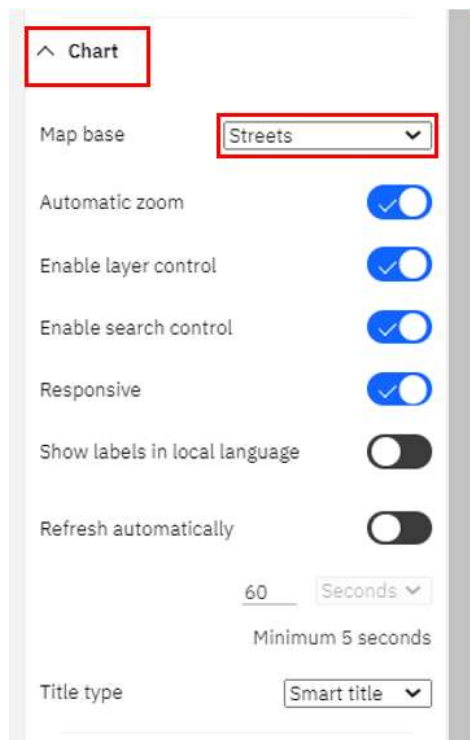 Chart
Map base Streets
Automatic zoom
Enable layer control
Enable search control
Responsive
Show labels in local language
Refresh automatically
60 Seconds
Minimum 5 seconds
Title type Smart title